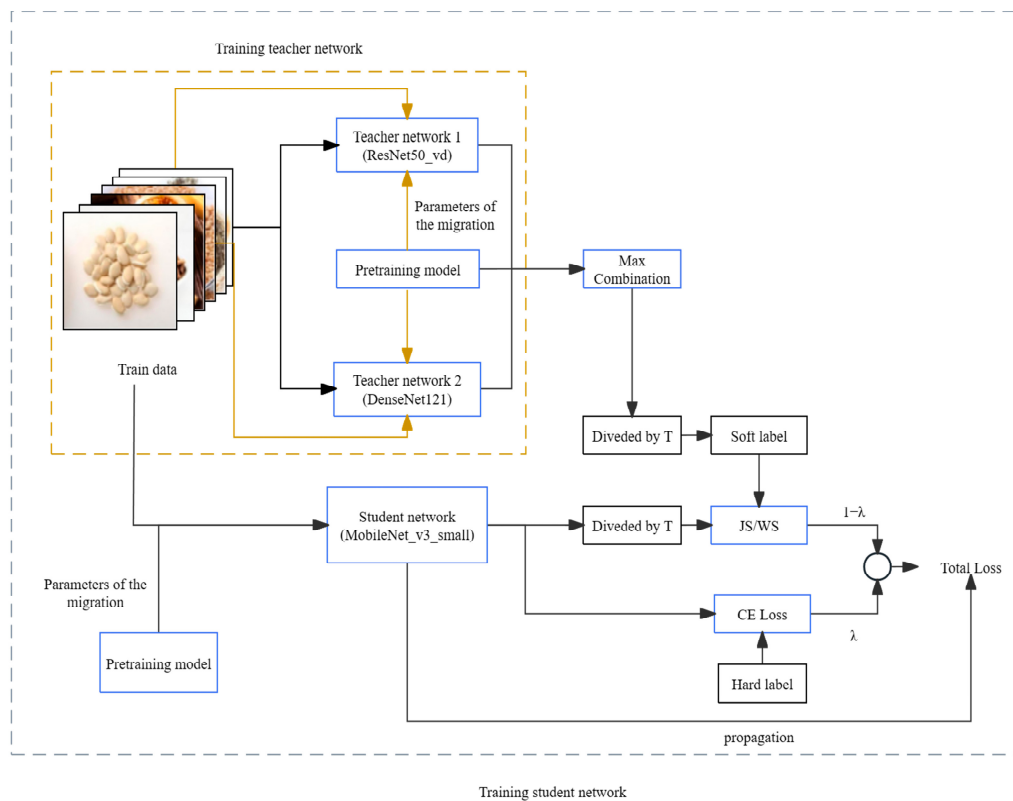 Training teacher network
Teacher network 1
(ResNet50_vd)
Parameters of
the migration
Pretraining model
Max
Combination
Train data
Teacher network 2
(DenseNet121)
Diveded by T
Soft label
Student network
(MobileNet_v3_small)
Diveded by T
JS/WS
1−λ
Total Loss
Parameters of the
migration
CE Loss
λ
Pretraining model
Hard label
propagation
Training student network